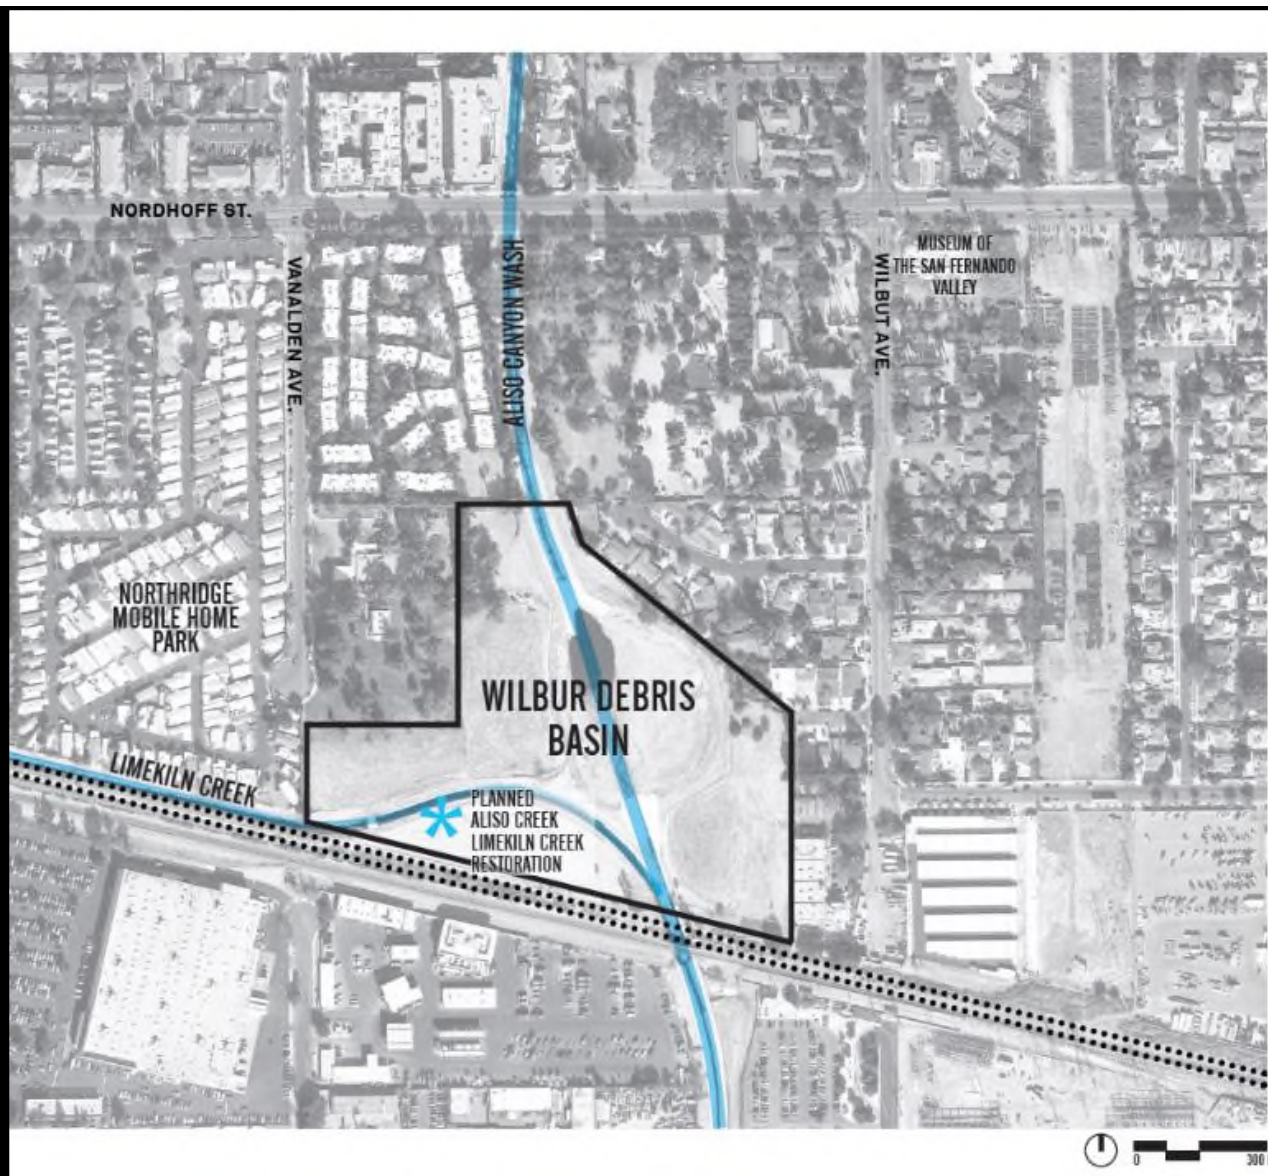 NORDHOFF ST.
VANALDEN AVE.
ALISO CANYON WASH
WILBUT AVE.
MUSEUM OF
THE SAN FERNANDO
VALLEY
NORTHRIDGE
MOBILE HOME
PARK
WILBUR DEBRIS
BASIN
LIMEKILN CREEK
PLANNED
ALISO CREEK
LIMEKILN CREEK
RESTORATION
0
300